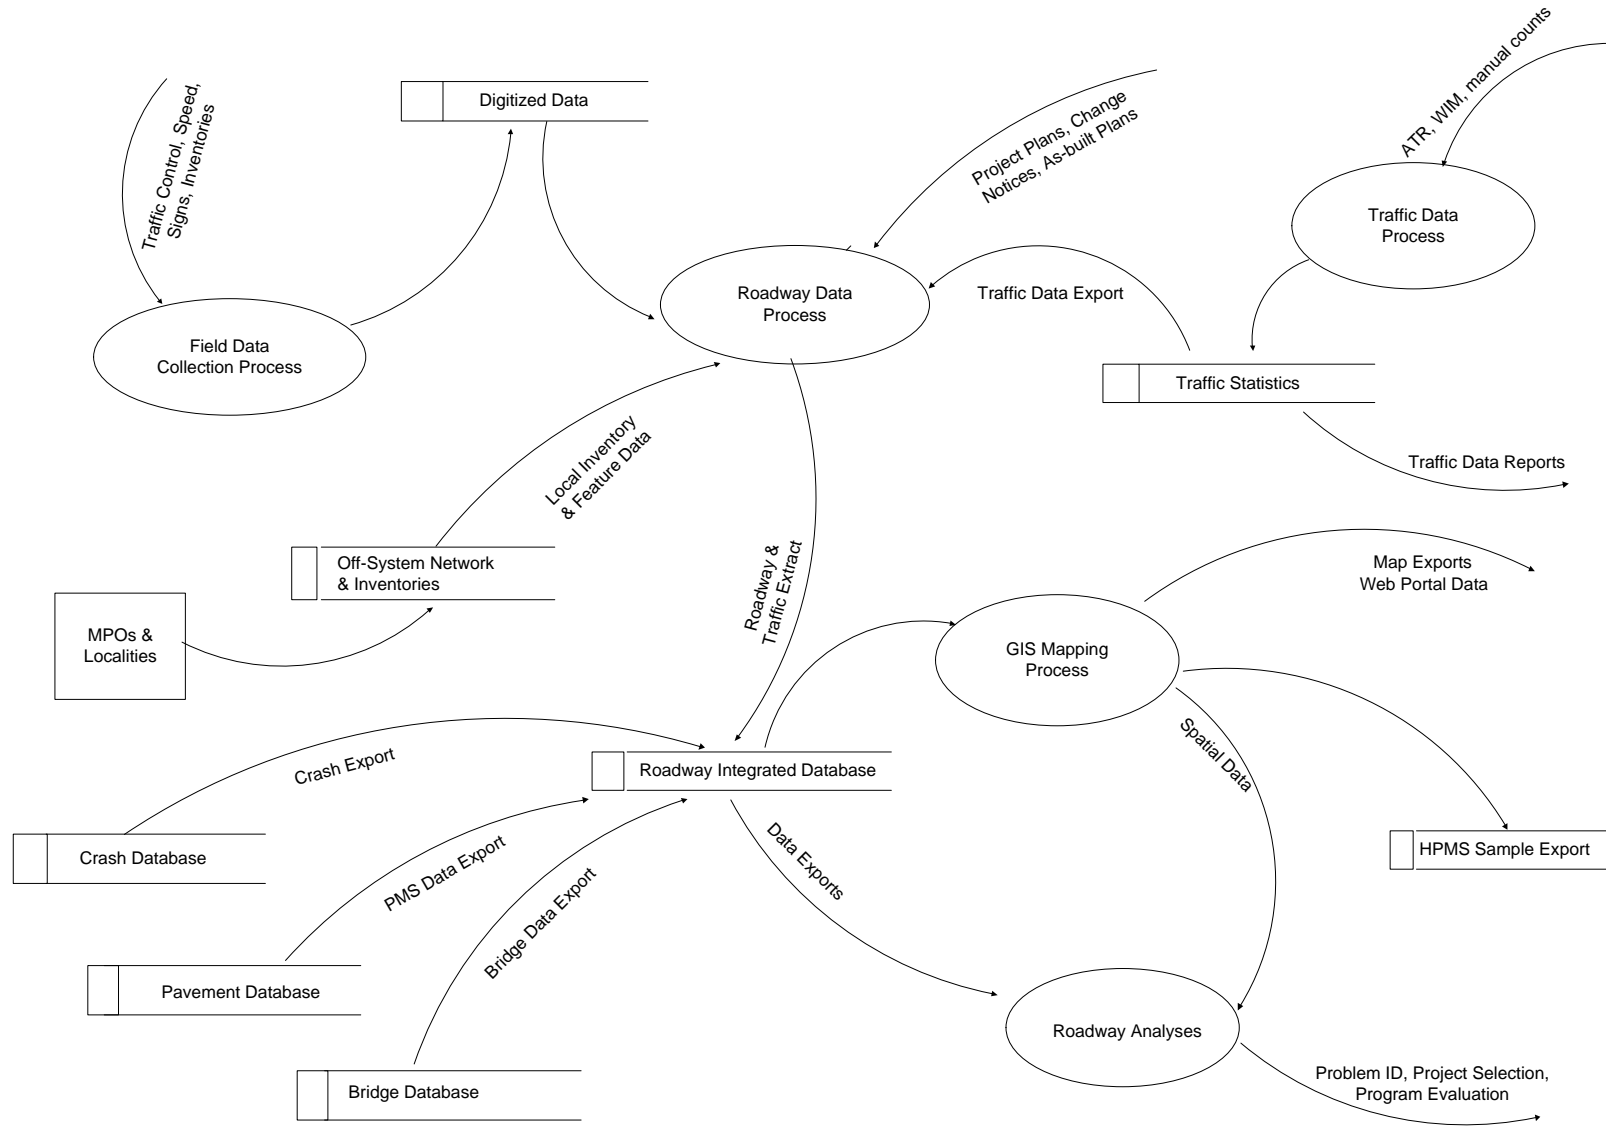 ATR, WIM, manual counts
Traffic Control, Speed,
Signs, Inventories
Digitized Data
Project Plans, Change
Notices, As-built Plans
Traffic Data
Process
Roadway Data
Process
Traffic Data Export
Field Data
Collection Process
Traffic Statistics
Local Inventory
& Feature Data
Traffic Data Reports
Off-System Network
& Inventories
Roadway &
Traffic Extract
Map Exports
Web Portal Data
MPOs &
Localities
GIS Mapping
Process
Spatial Data
Crash Export
Roadway Integrated Database
Crash Database
PMS Data Export
Data Exports
HPMS Sample Export
Bridge Data Export
Pavement Database
Roadway Analyses
Bridge Database
Problem ID, Project Selection,
Program Evaluation